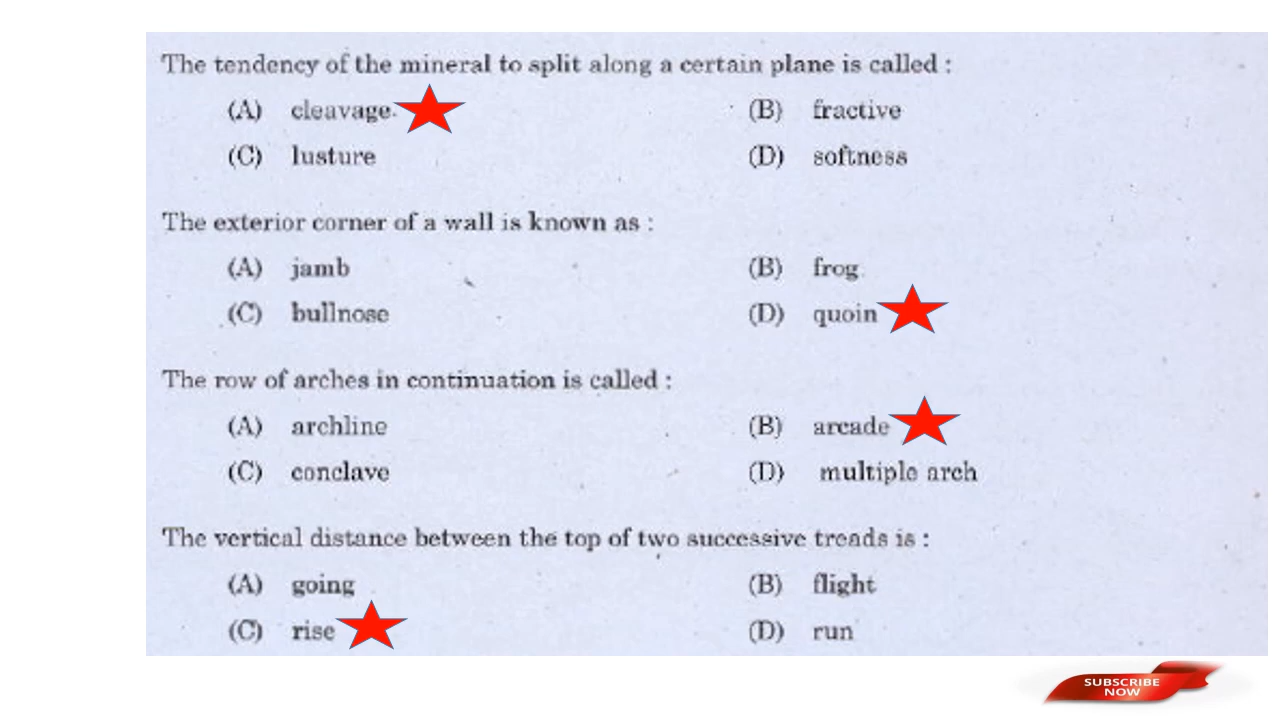 The tendency of the mineral to split along a certain plane is called :
(A) cleavage (B) fractive
(C) lusture (D) softness
The exterior corner of a wall is known as :
(A) jamb (B) frog
(C) bullnose (D) quoin
The row of arches in continuation is called :
(A) archline (B) arcade
(C) conclave (D) multiple arch
The vertical distance between the top of two successive treads is :
(A) going (B) flight
(C) rise (D) run
SUBSCRIBE
NOW